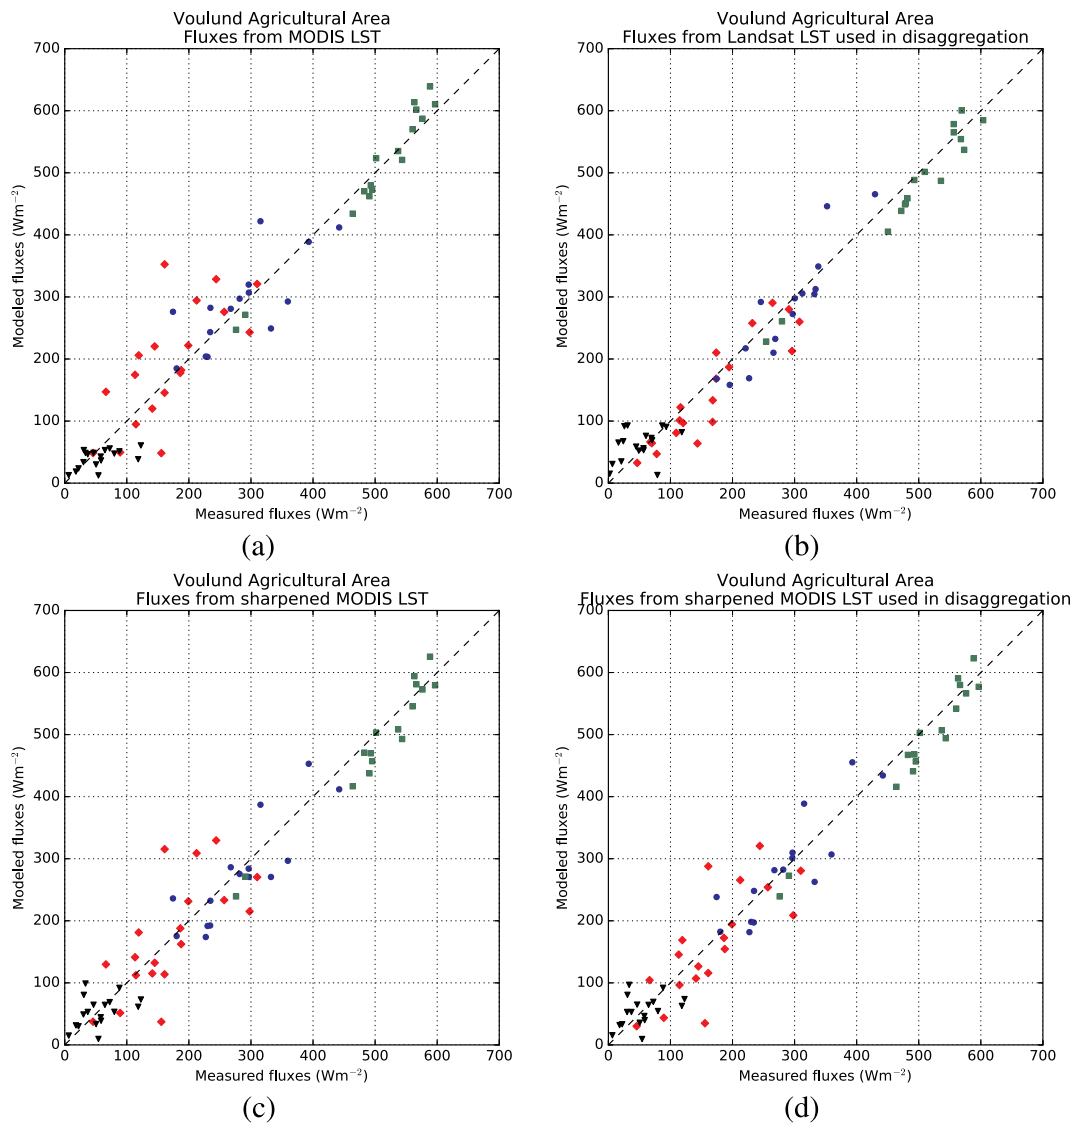 Voulund Agricultural Area
Fluxes from MODIS LST
700
600
500
400
300
200
100
0
Modeled fluxes (Wm⁻²)
0 100 200 300 400 500 600 700
Measured fluxes (Wm⁻²)
(a)
Voulund Agricultural Area
Fluxes from Landsat LST used in disaggregation
700
600
500
400
300
200
100
0
Modeled fluxes (Wm⁻²)
0 100 200 300 400 500 600 700
Measured fluxes (Wm⁻²)
(b)
Voulund Agricultural Area
Fluxes from sharpened MODIS LST
700
600
500
400
300
200
100
0
Modeled fluxes (Wm⁻²)
0 100 200 300 400 500 600 700
Measured fluxes (Wm⁻²)
(c)
Voulund Agricultural Area
Fluxes from sharpened MODIS LST used in disaggregation
700
600
500
400
300
200
100
0
Modeled fluxes (Wm⁻²)
0 100 200 300 400 500 600 700
Measured fluxes (Wm⁻²)
(d)